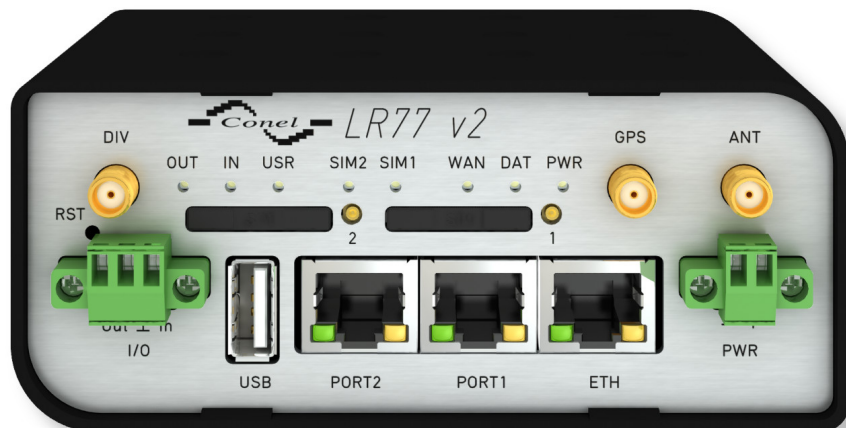 Conel LR77 v2
DIV
GPS
ANT
OUT IN USR SIM2 SIM1 WAN DAT PWR
RST
2
1
Out ⊥ In
I/O
USB
PORT2
PORT1
ETH
PWR